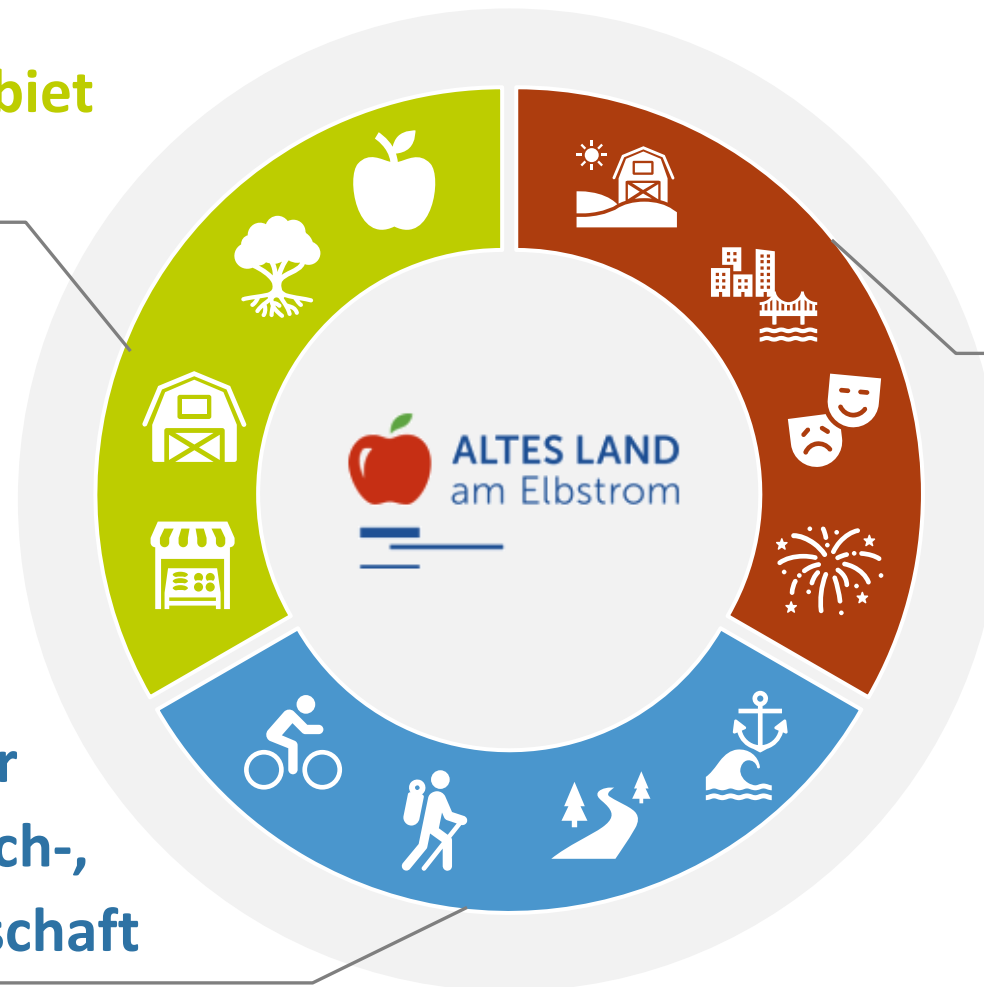 biet
ALTES LAND
am Elbstrom
r
ch-,
schaft